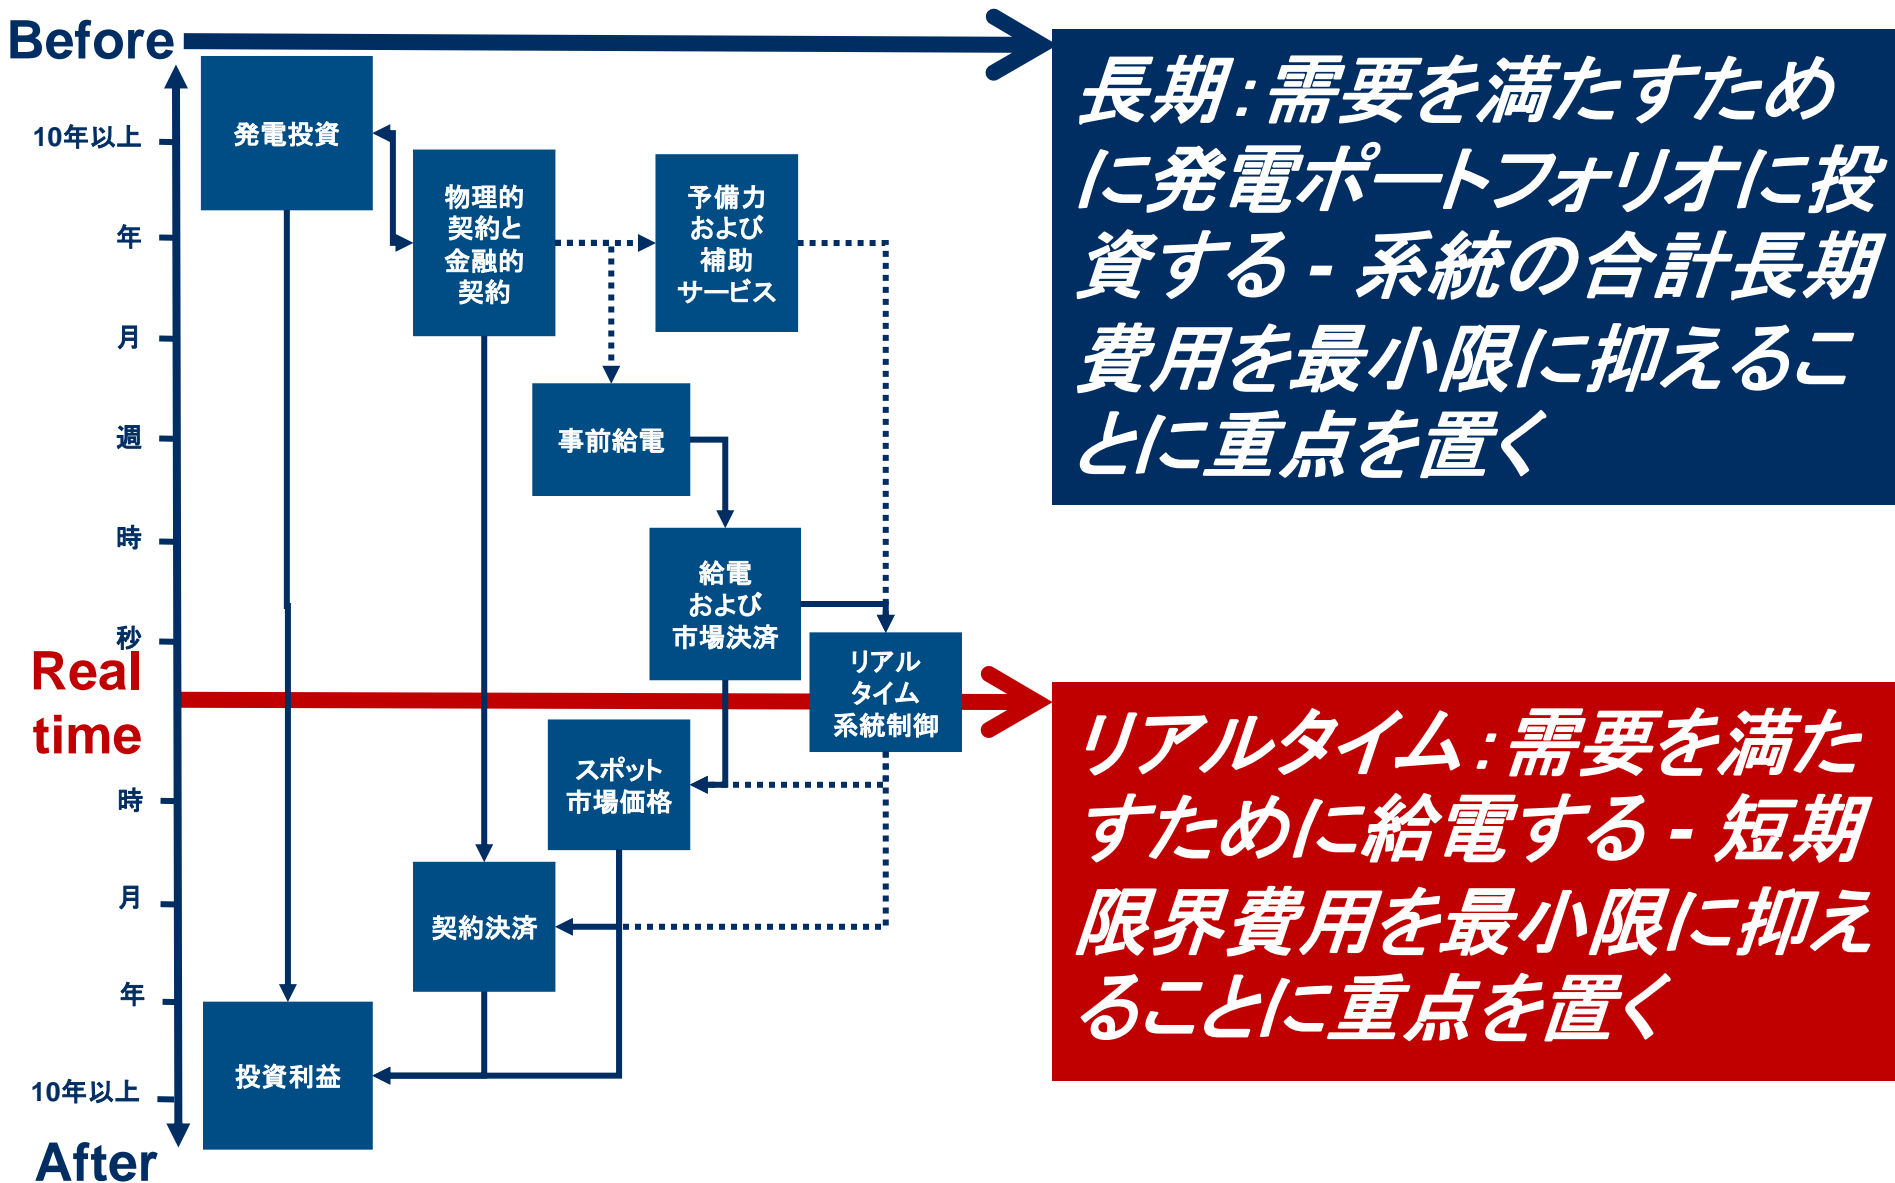 Before
10年以上
年
月
週
時
秒
Real
time
時
月
年
10年以上
After
発電投資
物理的
契約と
金融的
契約
予備力
および
補助
サービス
事前給電
給電
および
市場決済
リアル
タイム
系統制御
スポット
市場価格
契約決済
投資利益
長期：需要を満たすため
に発電ポートフォリオに投
資する - 系統の合計長期
費用を最小限に抑えるこ
とに重点を置く
リアルタイム：需要を満た
すために給電する - 短期
限界費用を最小限に抑え
ることに重点を置く